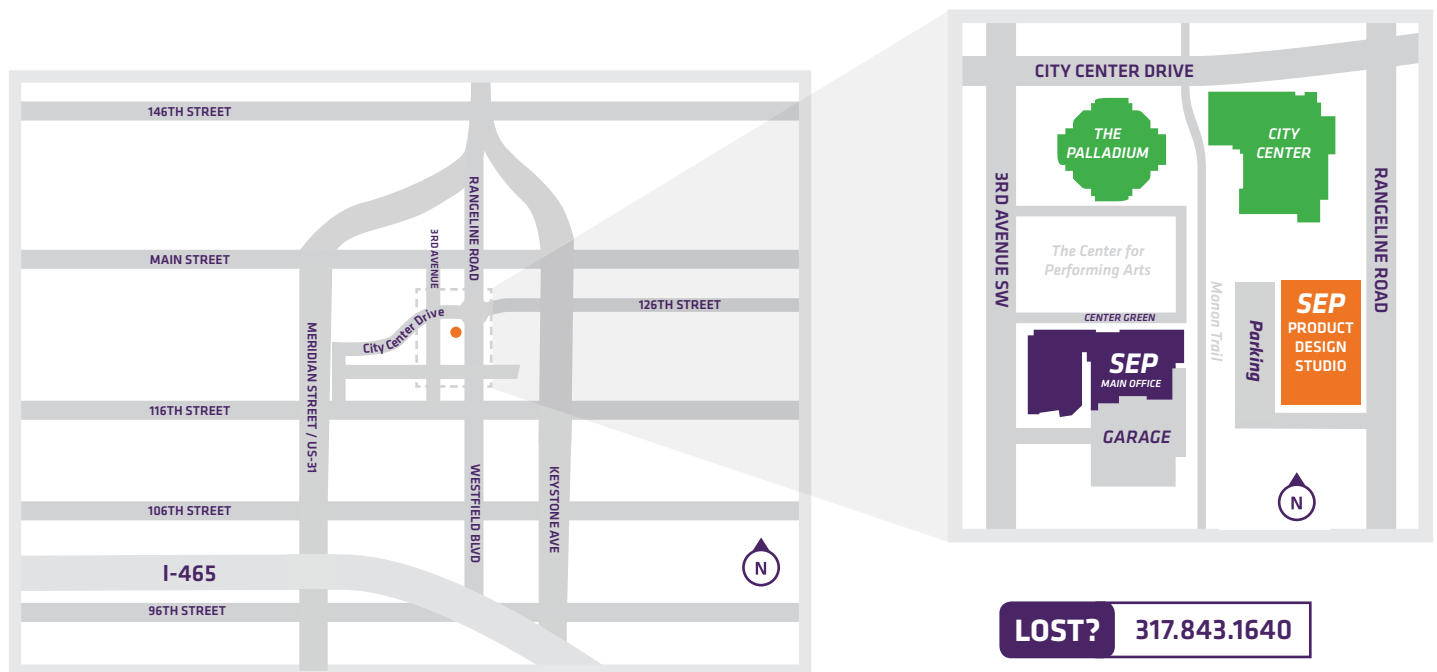 146TH STREET
RANGELINE ROAD
3RD AVENUE
MAIN STREET
126TH STREET
City Center Drive
MERIDIAN STREET / US-31
116TH STREET
WESTFIELD BLVD
KEYSTONE AVE
106TH STREET
I-465
96TH STREET
N
CITY CENTER DRIVE
THE
PALLADIUM
CITY
CENTER
3RD AVENUE SW
RANGELINE ROAD
The Center for
Performing Arts
Monon Trail
CENTER GREEN
SEP
MAIN OFFICE
GARAGE
Parking
SEP
PRODUCT
DESIGN
STUDIO
N
LOST? 317.843.1640